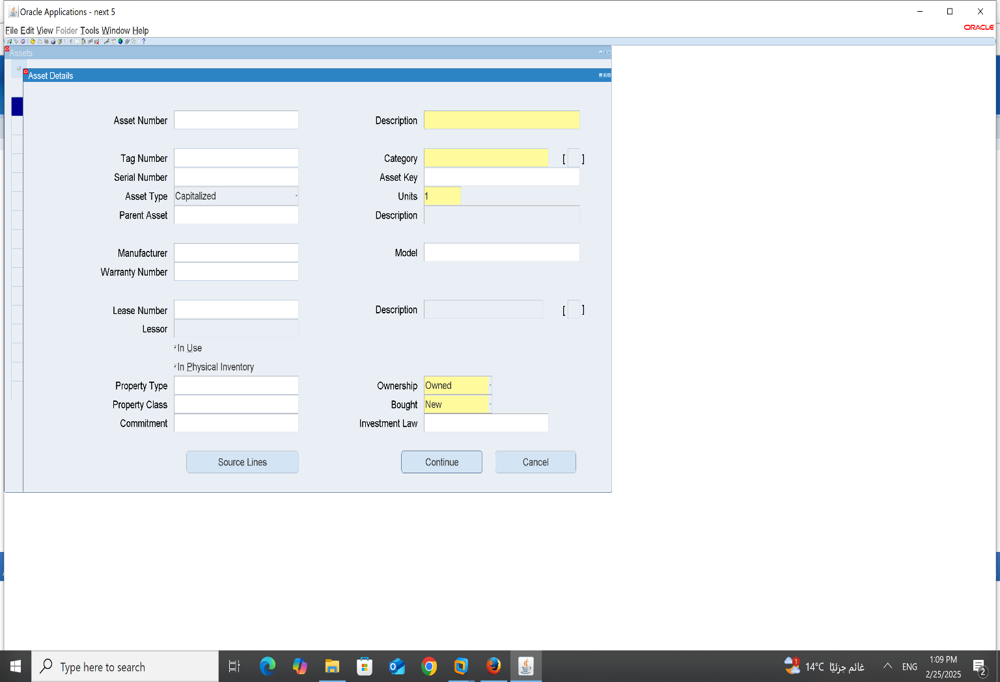 Oracle Applications - next 5
File Edit View Folder Tools Window Help
ORACLE
Assets
Asset Details
Asset Number
Description
Tag Number
Category
[ ]
Serial Number
Asset Key
Asset Type Capitalized
Units 1
Parent Asset
Description
Manufacturer
Model
Warranty Number
Lease Number
Description
[ ]
Lessor
In Use
In Physical Inventory
Property Type
Ownership Owned
Property Class
Bought New
Commitment
Investment Law
Source Lines
Continue
Cancel
Type here to search
1
14°C غائم جزئيًا
ENG
1:09 PM
2/25/2025
2